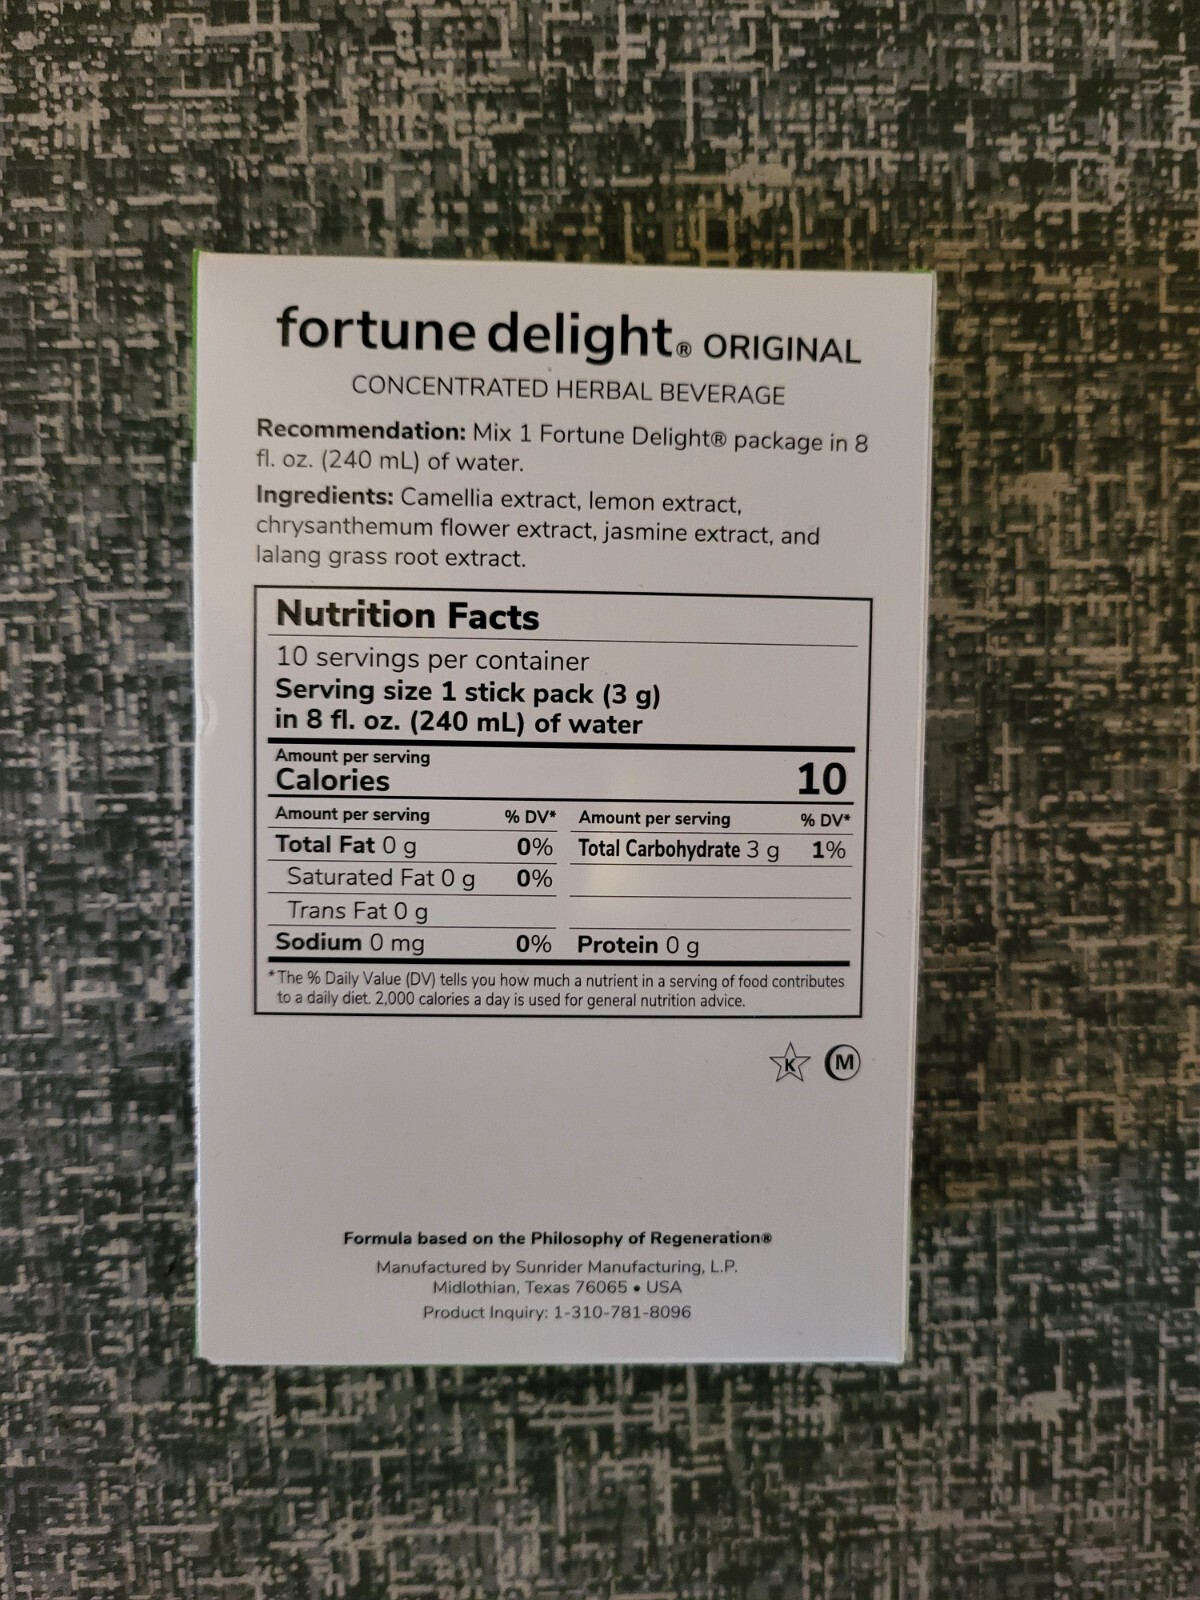 fortune delight® ORIGINAL
CONCENTRATED HERBAL BEVERAGE
Recommendation: Mix 1 Fortune Delight® package in 8
fl. oz. (240 mL) of water.
Ingredients: Camellia extract, lemon extract,
chrysanthemum flower extract, jasmine extract, and
lalang grass root extract.
Nutrition Facts
10 servings per container
Serving size 1 stick pack (3 g)
in 8 fl. oz. (240 mL) of water
Amount per serving
Calories 10
Amount per serving % DV* Amount per serving % DV*
Total Fat 0 g 0% Total Carbohydrate 3 g 1%
Saturated Fat 0 g 0%
Trans Fat 0 g
Sodium 0 mg 0% Protein 0 g
*The % Daily Value (DV) tells you how much a nutrient in a serving of food contributes
to a daily diet. 2,000 calories a day is used for general nutrition advice.
K M
Formula based on the Philosophy of Regeneration®
Manufactured by Sunrider Manufacturing, L.P.
Midlothian, Texas 76065 • USA
Product Inquiry: 1-310-781-8096